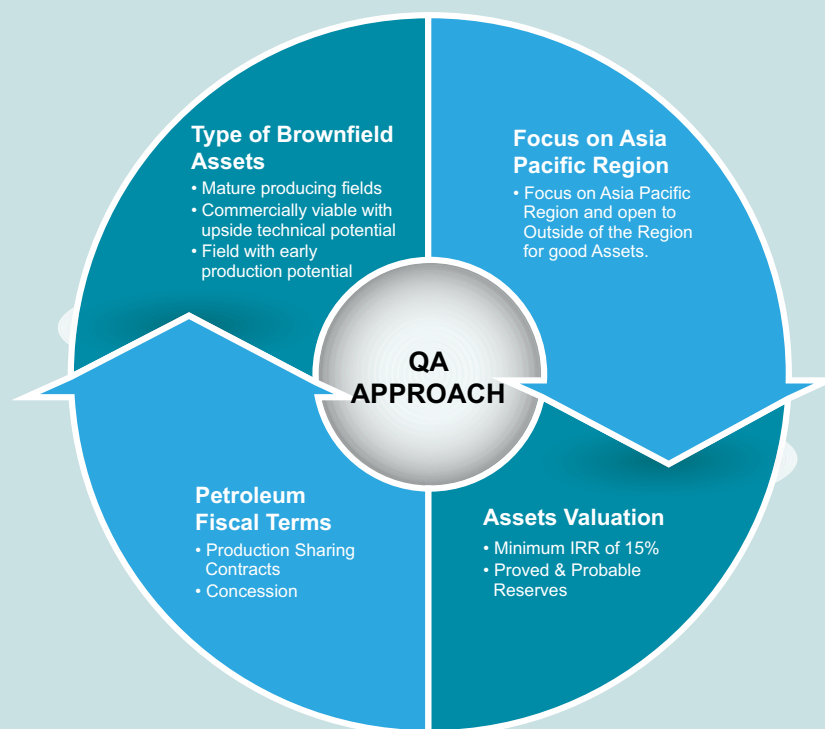 Type of Brownfield
Assets
• Mature producing fields
• Commercially viable with
upside technical potential
• Field with early
production potential
Focus on Asia
Pacific Region
• Focus on Asia Pacific
Region and open to
Outside of the Region
for good Assets.
QA
APPROACH
Petroleum
Fiscal Terms
• Production Sharing
Contracts
• Concession
Assets Valuation
• Minimum IRR of 15%
• Proved & Probable
Reserves